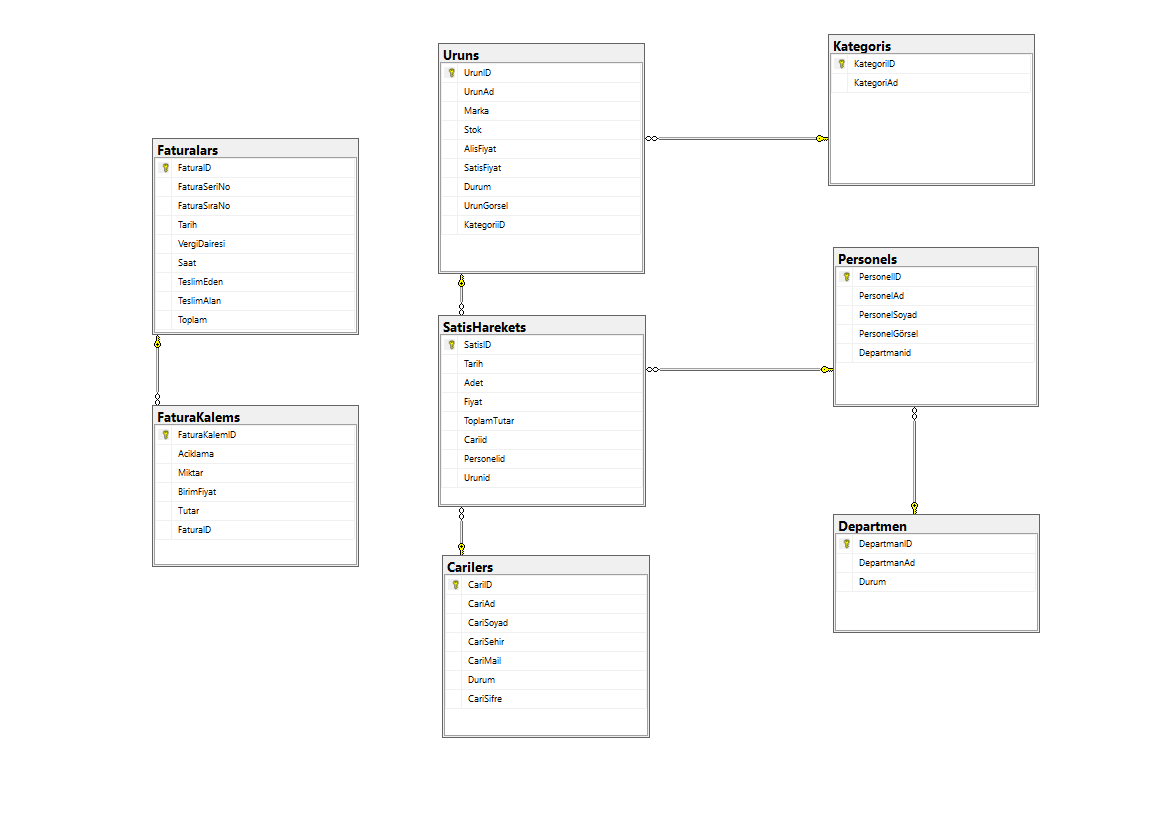 Uruns
UrunID
UrunAd
Marka
Stok
AlisFiyat
SatisFiyat
Durum
UrunGorsel
KategoriiD
Kategoris
KategoriID
KategoriAd
Faturalars
FaturaID
FaturaSeriNo
FaturaSıraNo
Tarih
VergiDairesi
Saat
TeslimEden
TeslimAlan
Toplam
Personels
PersonelID
PersonelAd
PersonelSoyad
PersonelGörsel
Departmanid
SatisHarekets
SatisID
Tarih
Adet
Fiyat
ToplamTutar
Cariid
Personelid
Urunid
FaturaKalems
FaturaKalemID
Aciklama
Miktar
BirimFiyat
Tutar
FaturaID
Departmen
DepartmanID
DepartmanAd
Durum
Carilers
CariID
CariAd
CariSoyad
CariSehir
CariMail
Durum
CariSifre